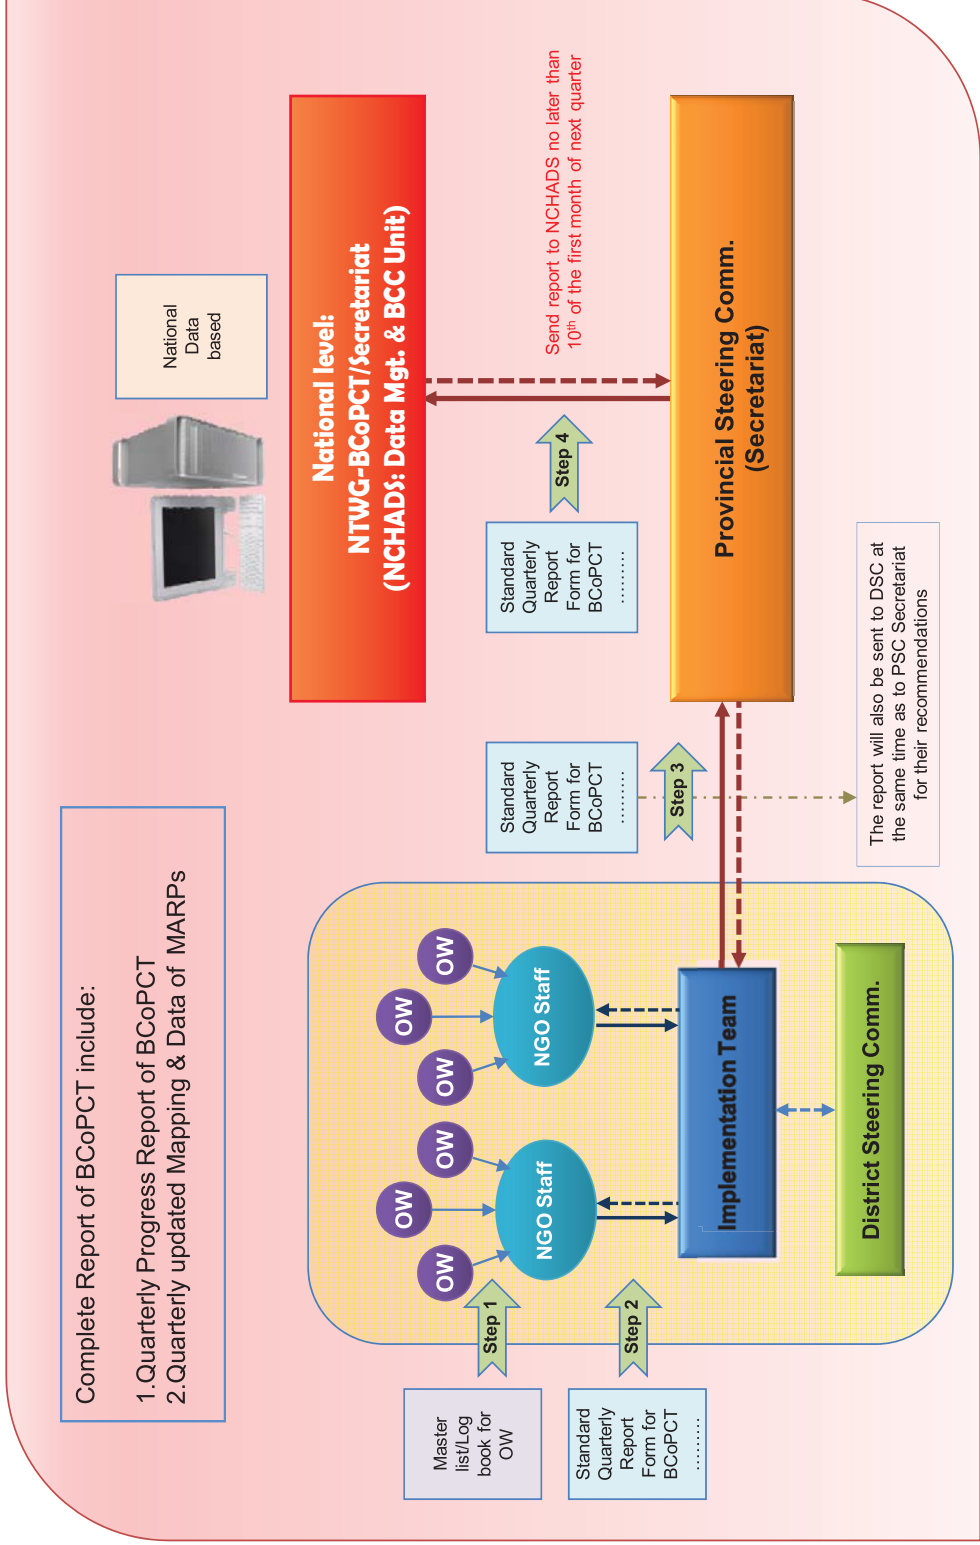 Complete Report of BCoPCT include:
1.Quarterly Progress Report of BCoPCT
2.Quarterly updated Mapping & Data of MARPs
National
Data
based
National level:
NTWG-BCoPCT/Secretariat
(NCHADS: Data Mgt. & BCC Unit)
Send report to NCHADS no later than
10th of the first month of next quarter
Step 4
Standard
Quarterly
Report
Form for
BCoPCT
.........
Provincial Steering Comm.
(Secretariat)
Standard
Quarterly
Report
Form for
BCoPCT
.........
Step 3
The report will also be sent to DSC at
the same time as to PSC Secretariat
for their recommendations
Master
list/Log
book for
OW
Step 1
OW
OW
OW
OW
OW
OW
NGO Staff
NGO Staff
Standard
Quarterly
Report
Form for
BCoPCT
.........
Step 2
Implementation Team
District Steering Comm.